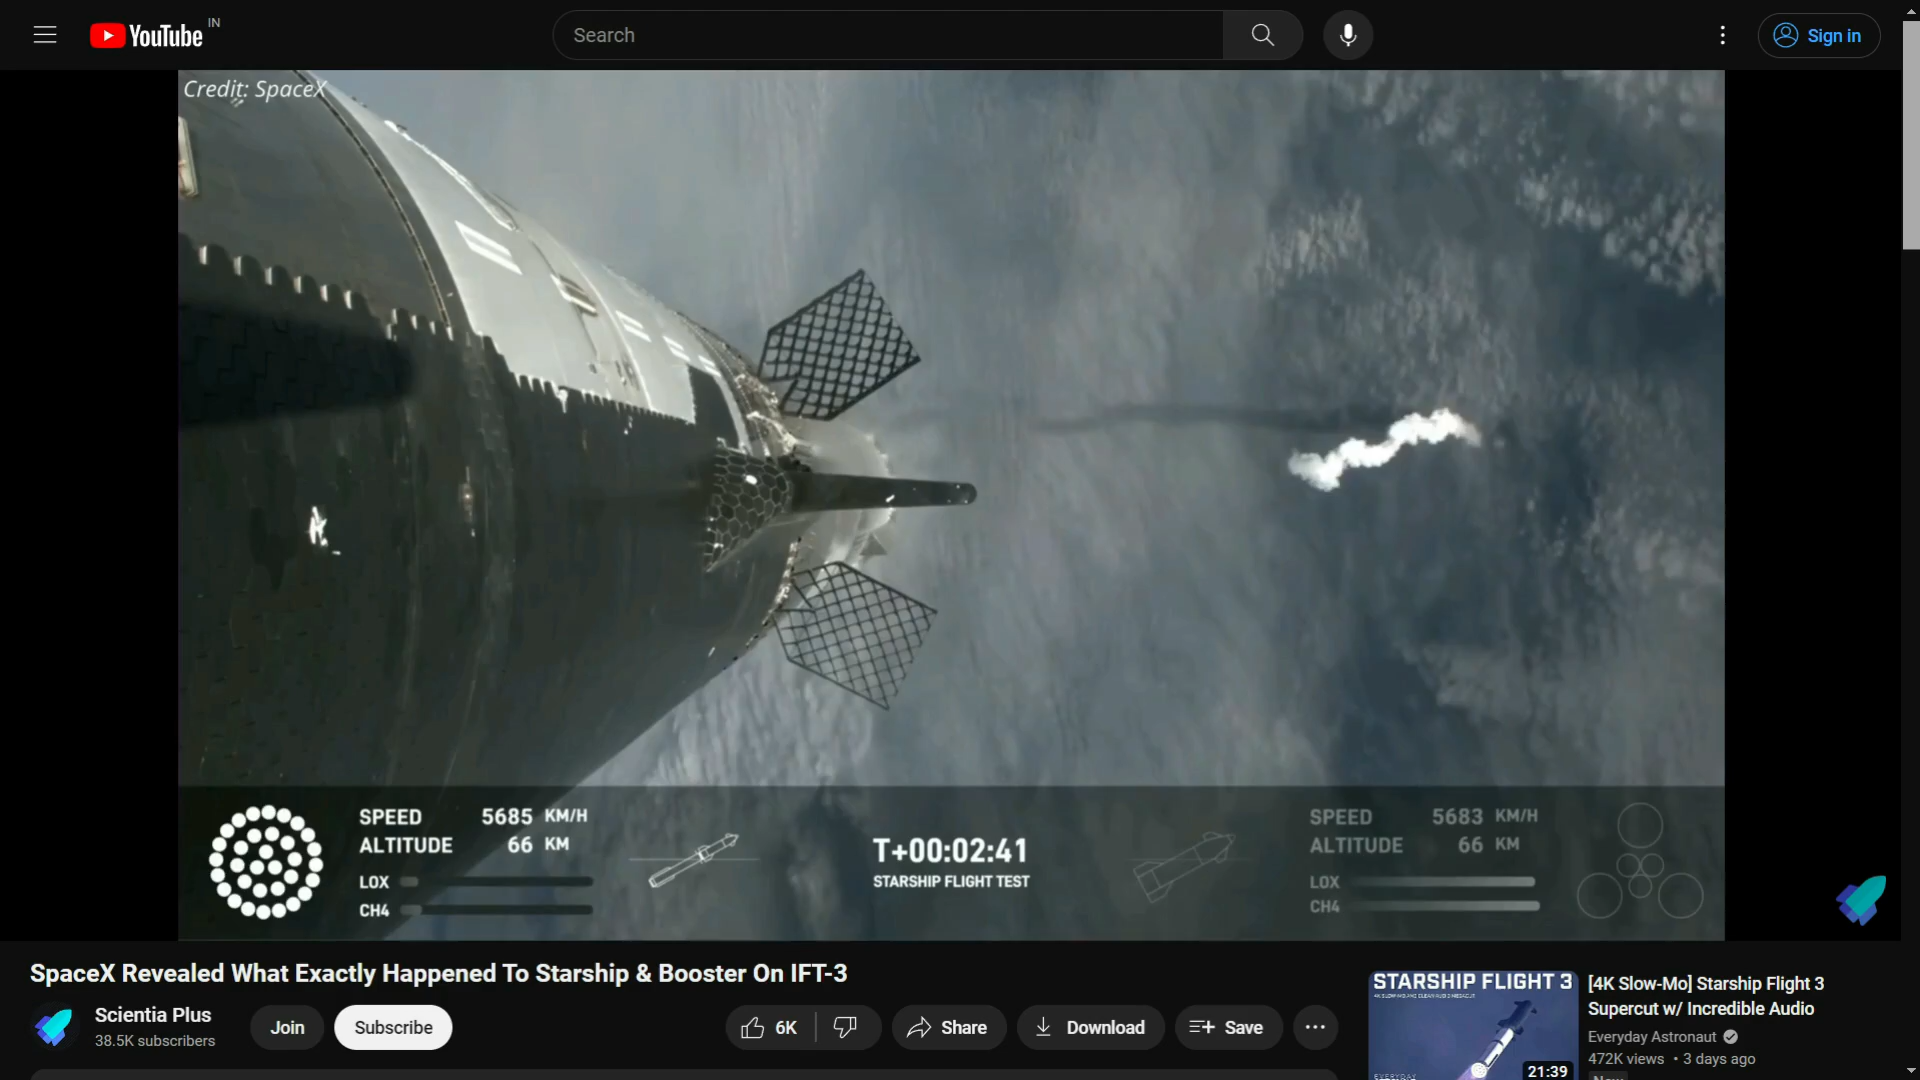 YouTube IN
Search
Sign in
Credit: SpaceX
SPEED 5685 KM/H
ALTITUDE 66 KM
LOX
CH4
T+00:02:41
STARSHIP FLIGHT TEST
SPEED 5683 KM/H
ALTITUDE 66 KM
LOX
CH4
SpaceX Revealed What Exactly Happened To Starship & Booster On IFT-3
Scientia Plus
38.5K subscribers
Join
Subscribe
6K
Share
Download
Save
STARSHIP FLIGHT 3
21:39
[4K Slow-Mo] Starship Flight 3
Supercut w/ Incredible Audio
Everyday Astronaut
472K views • 3 days ago